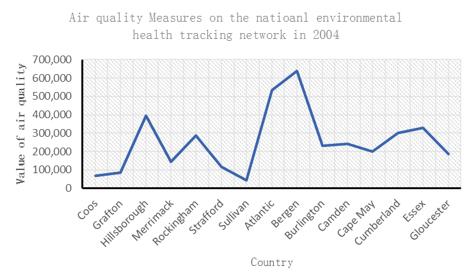 Air quality Measures on the natioanl environmental
health tracking network in 2004
Value of air quality
700,000
600,000
500,000
400,000
300,000
200,000
100,000
0
Coos
Grafton
Hillsborough
Merrimack
Rockingham
Strafford
Sullivan
Atlantic
Bergen
Burlington
Camden
Cape May
Cumberland
Essex
Gloucester
Country